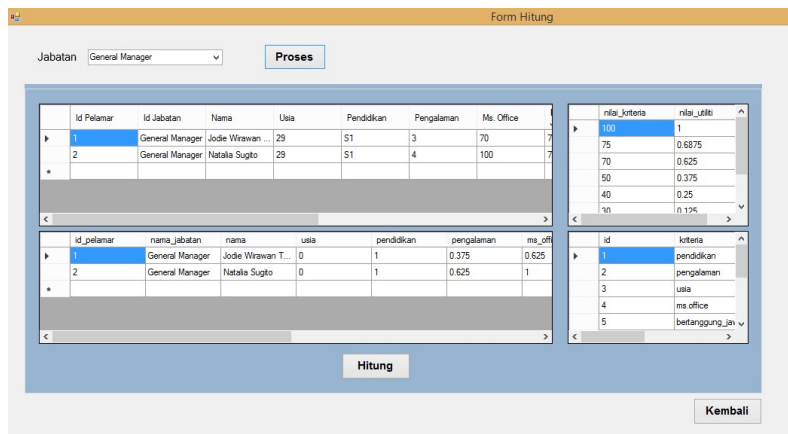 Form Hitung
Jabatan General Manager Proses
Id Pelamar Id Jabatan Nama Usia Pendidikan Pengalaman Ms. Office
1 General Manager Jodie Wirawan ... 29 S1 3 70 7
2 General Manager Natalia Sugito 29 S1 4 100 7
nilai_kriteria nilai_utiliti
100 1
75 0.6875
70 0.625
50 0.375
40 0.25
30 0.125
id_pelamar nama_jabatan nama usia pendidikan pengalaman ms_offi
1 General Manager Jodie Wirawan T... 0 1 0.375 0.625
2 General Manager Natalia Sugito 0 1 0.625 1
id kriteria
1 pendidikan
2 pengalaman
3 usia
4 ms.office
5 bertanggung_jaw
Hitung
Kembali